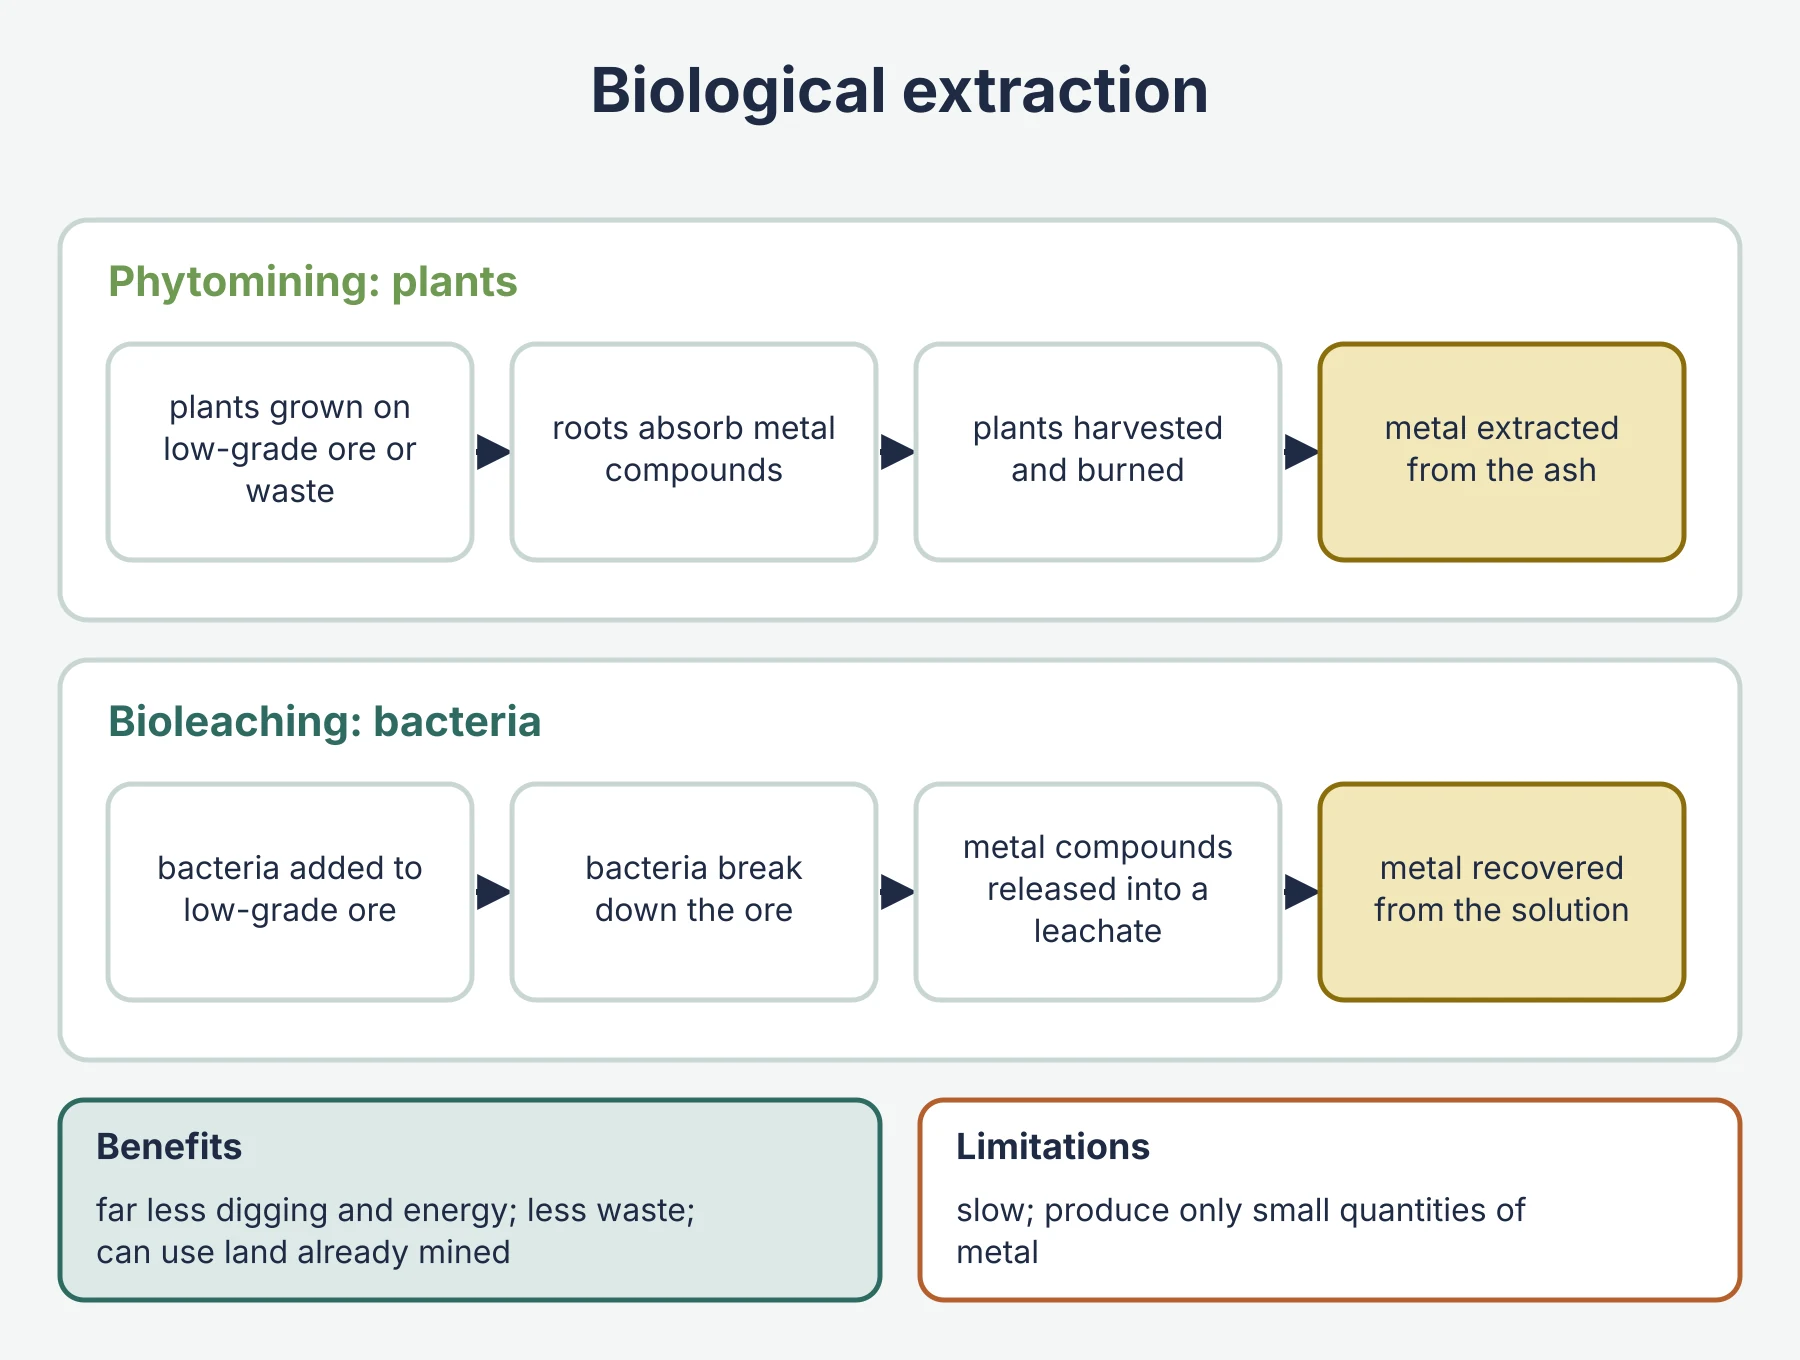 Biological extraction
Phytomining: plants
plants grown on
low-grade ore or
waste
roots absorb metal
compounds
plants harvested
and burned
metal extracted
from the ash
Bioleaching: bacteria
bacteria added to
low-grade ore
bacteria break
down the ore
metal compounds
released into a
leachate
metal recovered
from the solution
Benefits
far less digging and energy; less waste;
can use land already mined
Limitations
slow; produce only small quantities of
metal